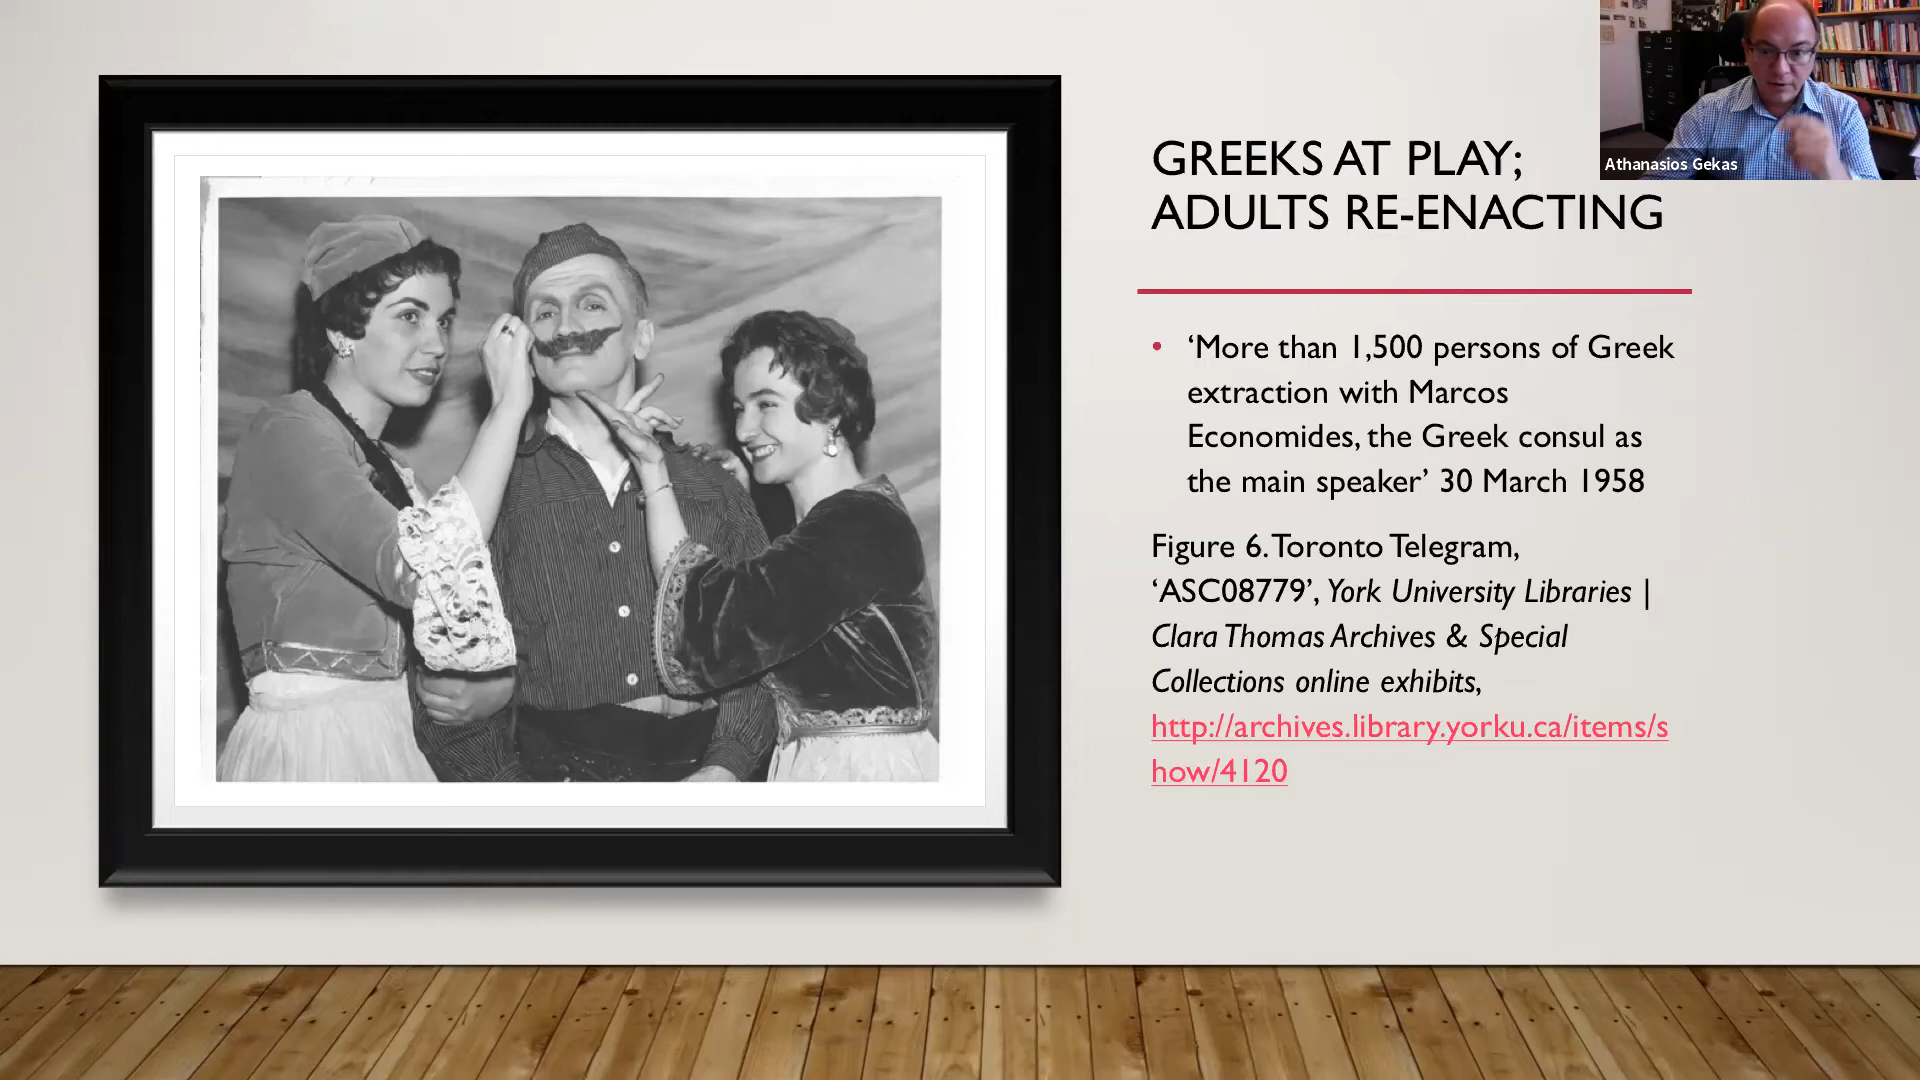 GREEKS AT PLAY;
ADULTS RE-ENACTING
• ‘More than 1,500 persons of Greek
extraction with Marcos
Economides, the Greek consul as
the main speaker’ 30 March 1958
Figure 6. Toronto Telegram,
‘ASC08779’, York University Libraries |
Clara Thomas Archives & Special
Collections online exhibits,
http://archives.library.yorku.ca/items/s
how/4120
Athanasios Gekas